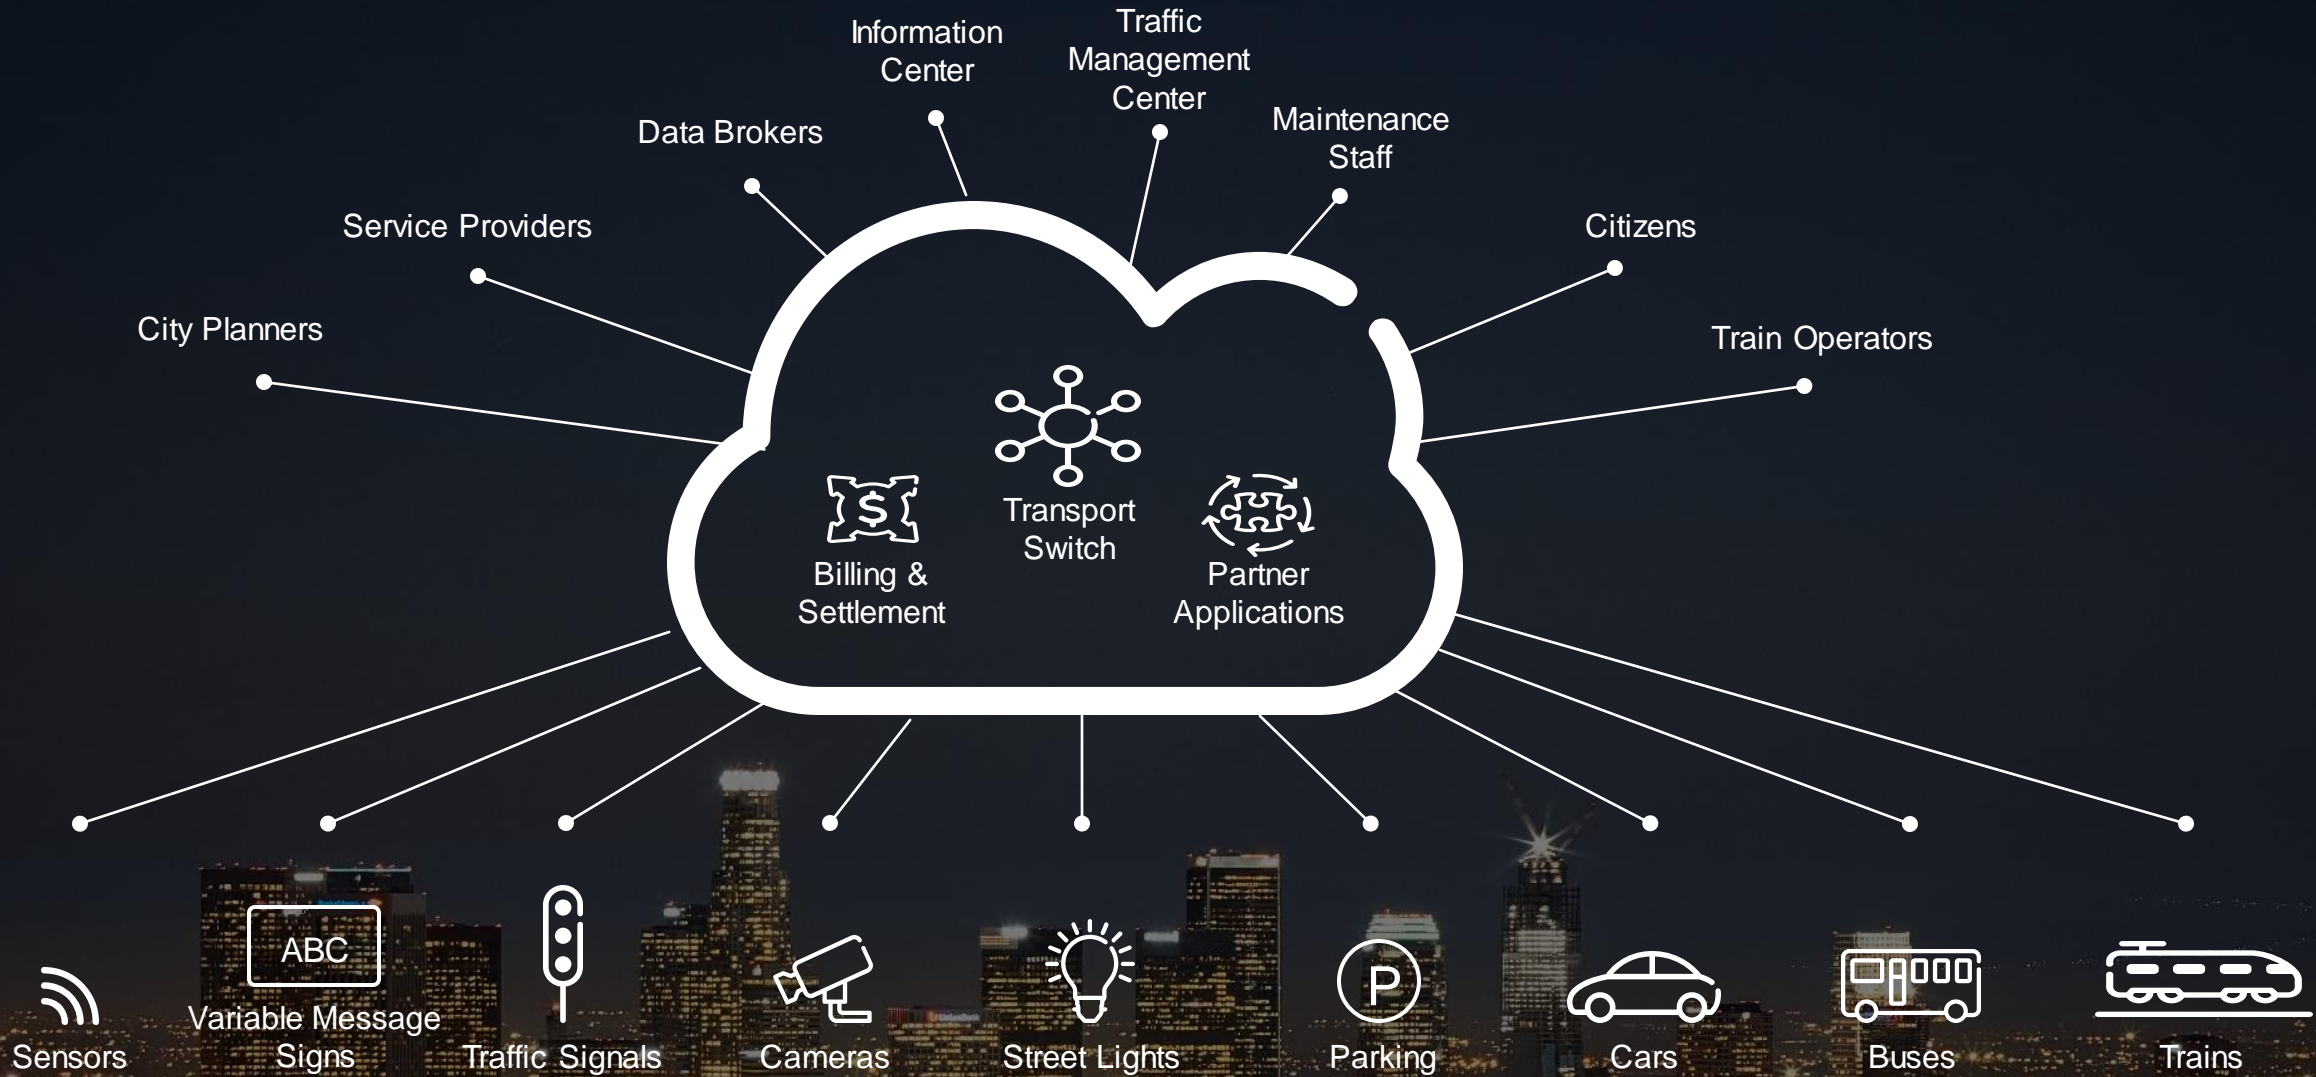 Information
Center
Traffic
Management
Center
Data Brokers
Maintenance
Staff
Service Providers
Citizens
City Planners
Train Operators
$
Transport
Switch
Billing &
Settlement
Partner
Applications
ABC
P
Variable Message
Signs
Sensors
Traffic Signals
Cameras
Street Lights
Parking
Cars
Buses
Trains